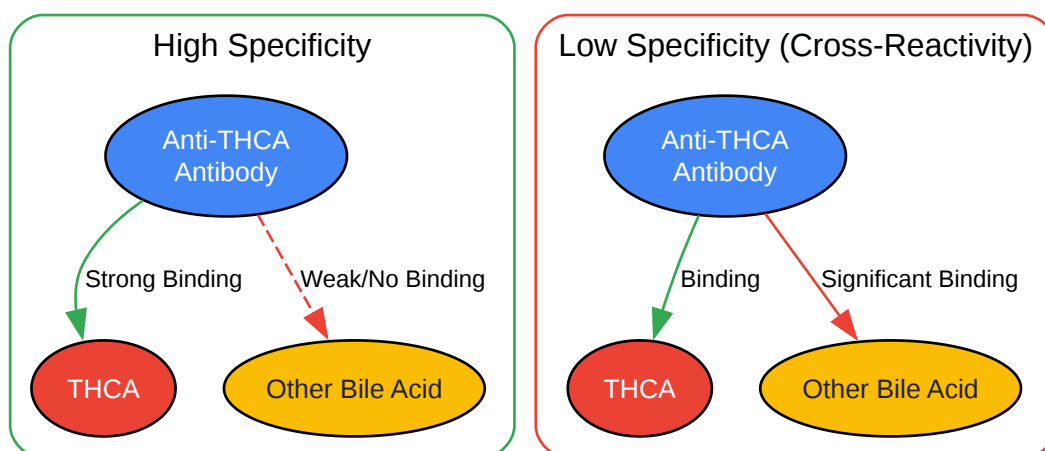 High Specificity
Anti-THCA
Antibody
Strong Binding
Weak/No Binding
THCA
Other Bile Acid
Low Specificity (Cross-Reactivity)
Anti-THCA
Antibody
Binding
Significant Binding
THCA
Other Bile Acid